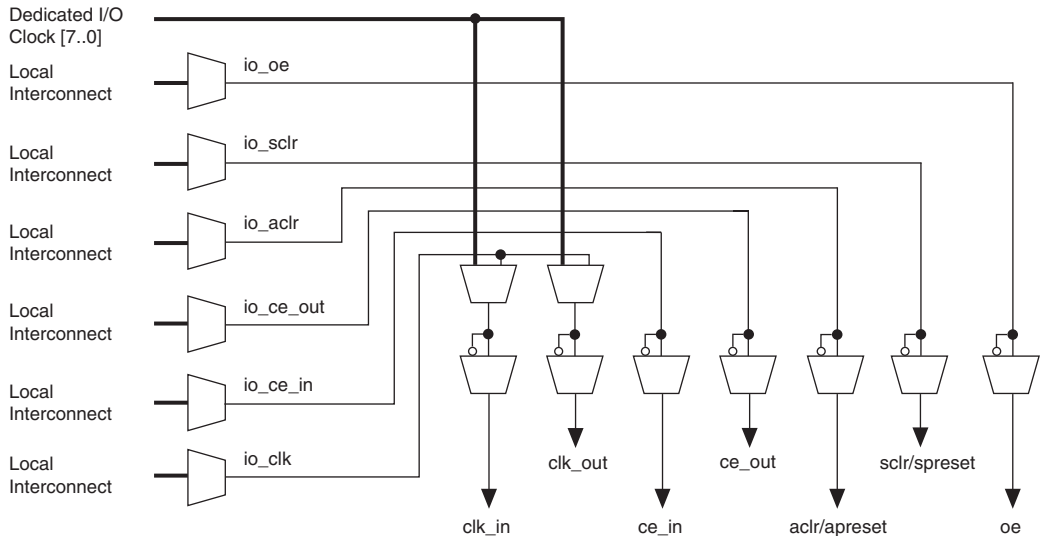 Dedicated I/O
Clock [7..0]
Local
Interconnect
io_oe
Local
Interconnect
io_sclr
Local
Interconnect
io_aclr
Local
Interconnect
io_ce_out
Local
Interconnect
io_ce_in
Local
Interconnect
io_clk
clk_out
ce_out
sclr/spreset
clk_in
ce_in
aclr/apreset
oe